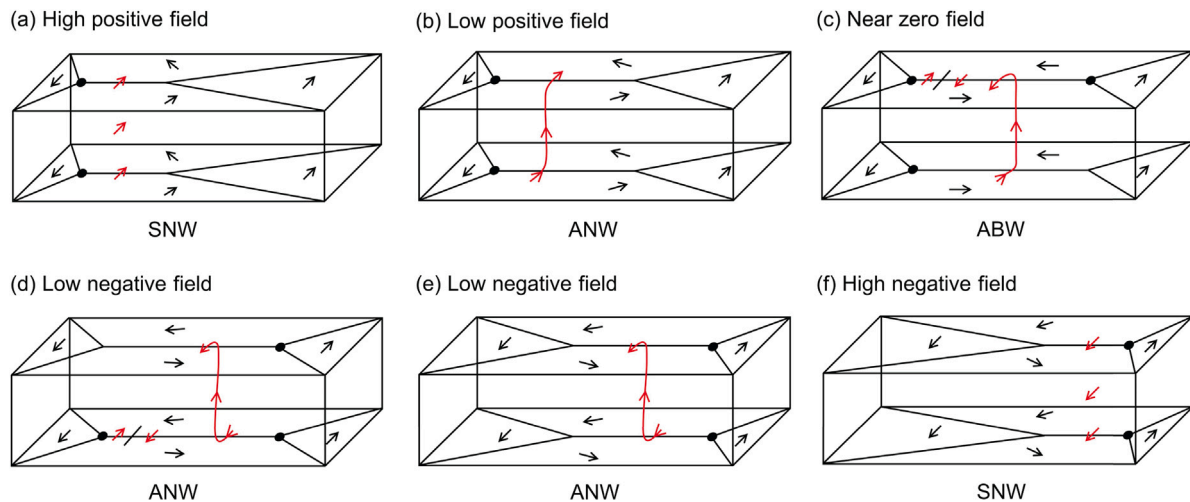 (a) High positive field
(b) Low positive field
(c) Near zero field
SNW
ANW
ABW
(d) Low negative field
(e) Low negative field
(f) High negative field
ANW
ANW
SNW